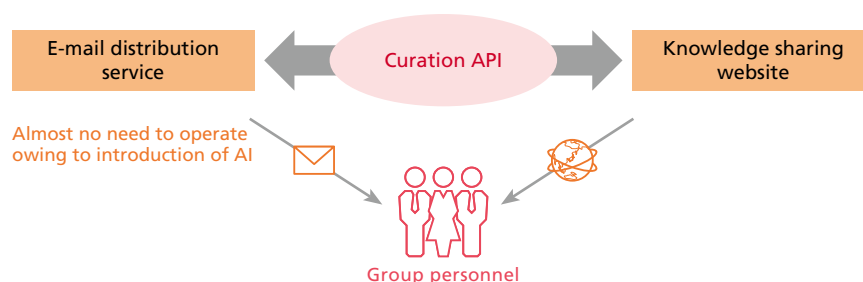 E-mail distribution
service
Curation API
Knowledge sharing
website
Almost no need to operate
owing to introduction of AI
Group personnel